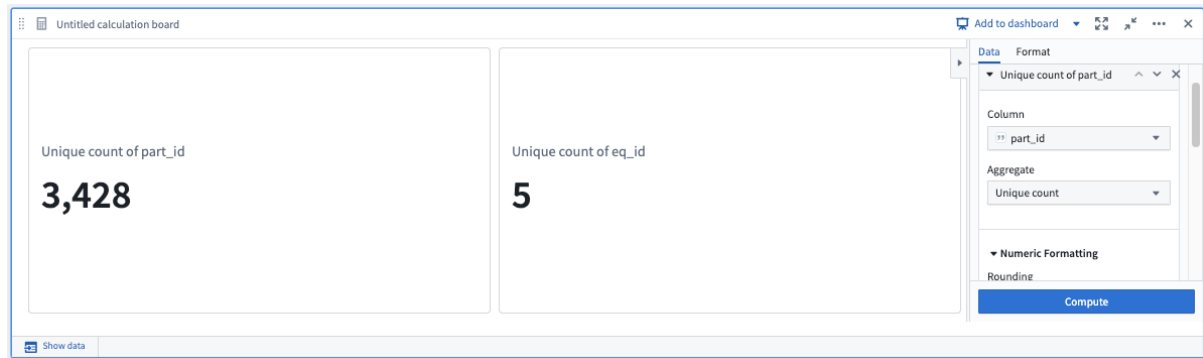 Untitled calculation board
Add to dashboard
Unique count of part_id
3,428
Unique count of eq_id
5
Data Format
Unique count of part_id
Column
part_id
Aggregate
Unique count
Numeric Formatting
Rounding
Compute
Show data